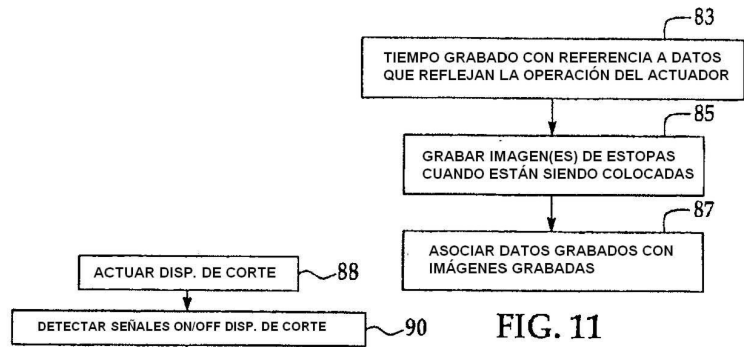 83
TIEMPO GRABADO CON REFERENCIA A DATOS
QUE REFLEJAN LA OPERACIÓN DEL ACTUADOR
85
GRABAR IMAGEN(ES) DE ESTOPAS
CUANDO ESTÁN SIENDO COLOCADAS
87
ASOCIAR DATOS GRABADOS CON
IMÁGENES GRABADAS
ACTUAR DISP. DE CORTE
88
DETECTAR SEÑALES ON/OFF DISP. DE CORTE
90
FIG. 11